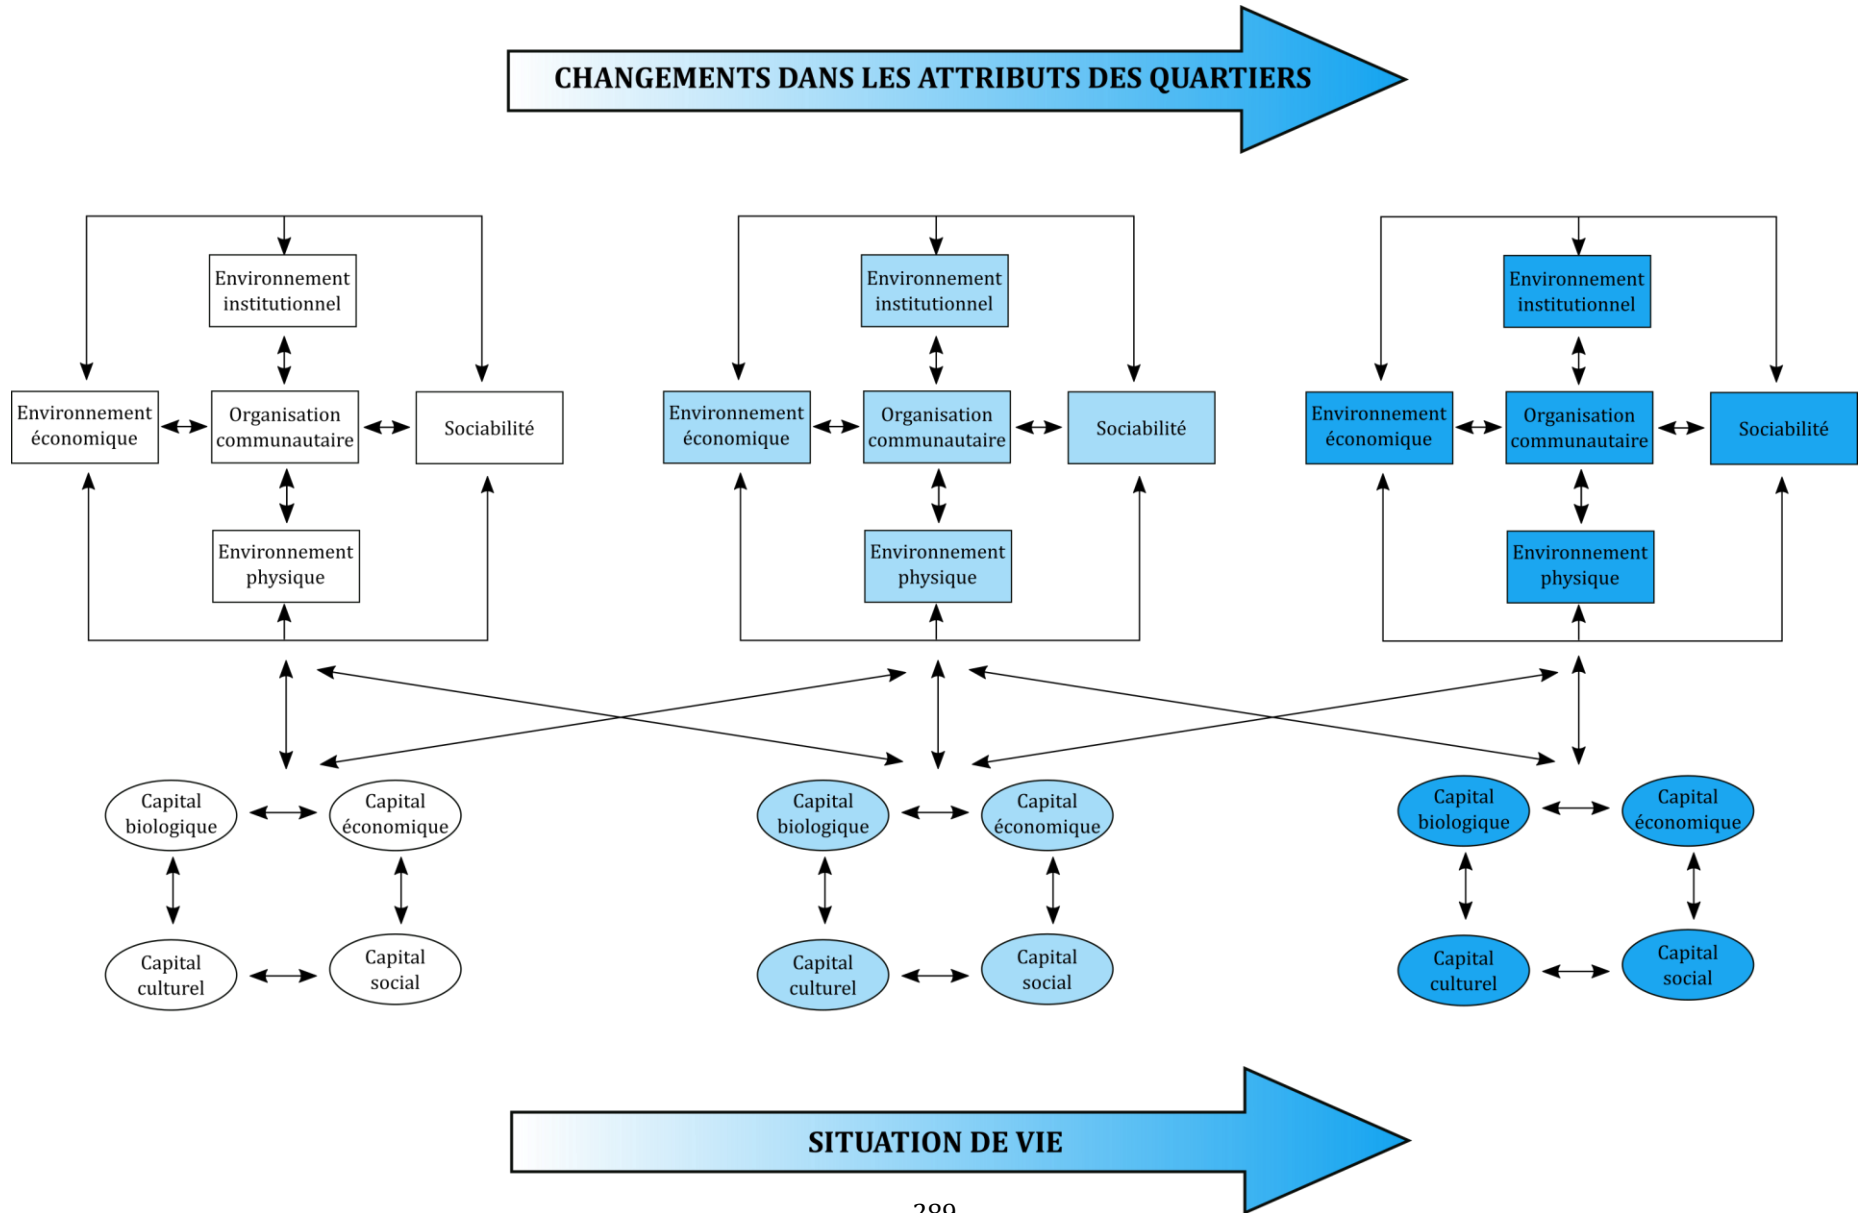 CHANGEMENTS DANS LES ATTRIBUTS DES QUARTIERS
Environnement
institutionnel
Environnement
économique
Organisation
communautaire
Sociabilité
Environnement
physique
Environnement
institutionnel
Environnement
économique
Organisation
communautaire
Sociabilité
Environnement
physique
Environnement
institutionnel
Environnement
économique
Organisation
communautaire
Sociabilité
Environnement
physique
Capital
biologique
Capital
économique
Capital
culturel
Capital
social
Capital
biologique
Capital
économique
Capital
culturel
Capital
social
Capital
biologique
Capital
économique
Capital
culturel
Capital
social
SITUATION DE VIE
289